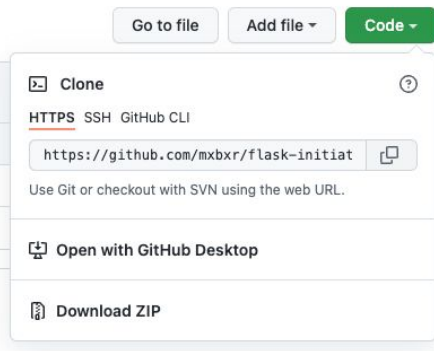 Go to file Add file Code
Clone
HTTPS SSH GitHub CLI
https://github.com/mxbxr/flask-initiat
Use Git or checkout with SVN using the web URL.
Open with GitHub Desktop
Download ZIP